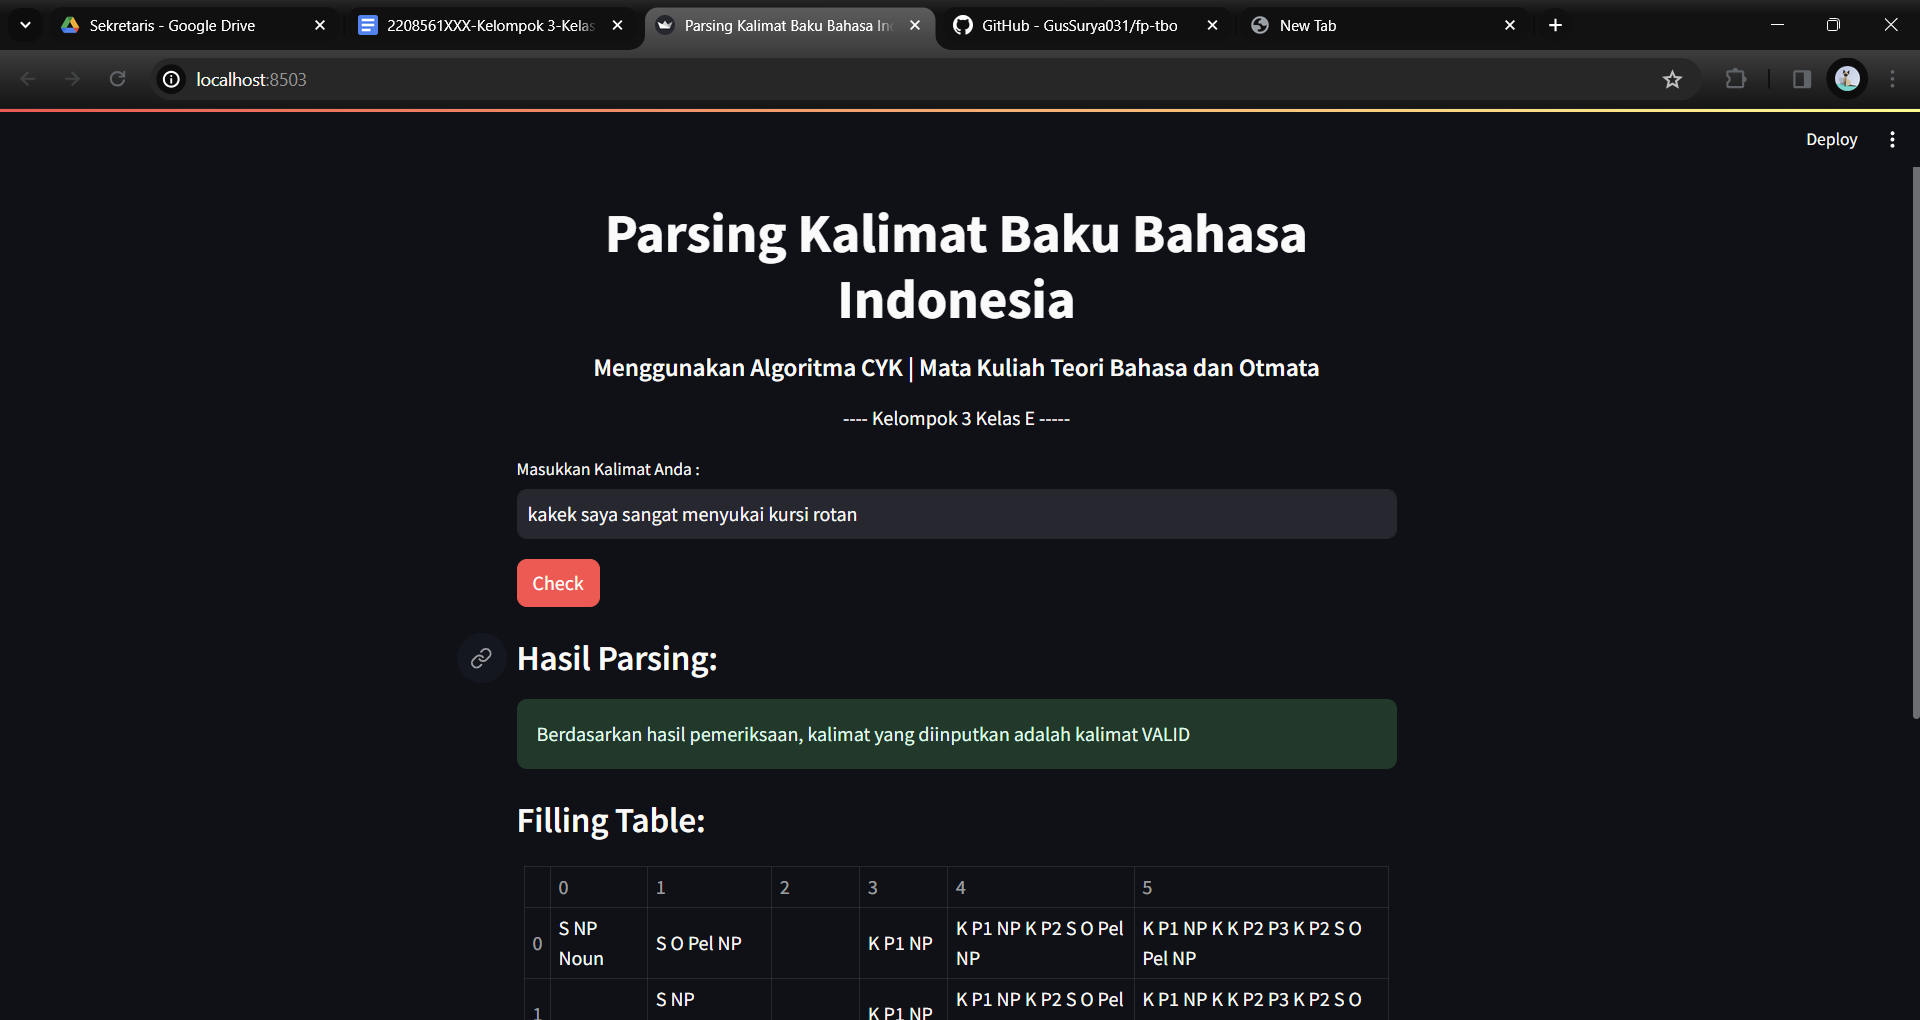 Sekretaris - Google Drive
2208561XXX-Kelompok 3-Kelas
Parsing Kalimat Baku Bahasa In
GitHub - GusSurya031/fp-tbo
New Tab
localhost:8503
Deploy
Parsing Kalimat Baku Bahasa
Indonesia
Menggunakan Algoritma CYK | Mata Kuliah Teori Bahasa dan Otmata
---- Kelompok 3 Kelas E -----
Masukkan Kalimat Anda :
kakek saya sangat menyukai kursi rotan
Check
Hasil Parsing:
Berdasarkan hasil pemeriksaan, kalimat yang diinputkan adalah kalimat VALID
Filling Table:
0 1 2 3 4 5
S NP K P1 NP K P2 S O Pel K P1 NP K K P2 P3 K P2 S O
0 S O Pel NP K P1 NP
Noun NP Pel NP
S NP K P1 NP K P2 S O Pel K P1 NP K K P2 P3 K P2 S O
1 K P1 NP